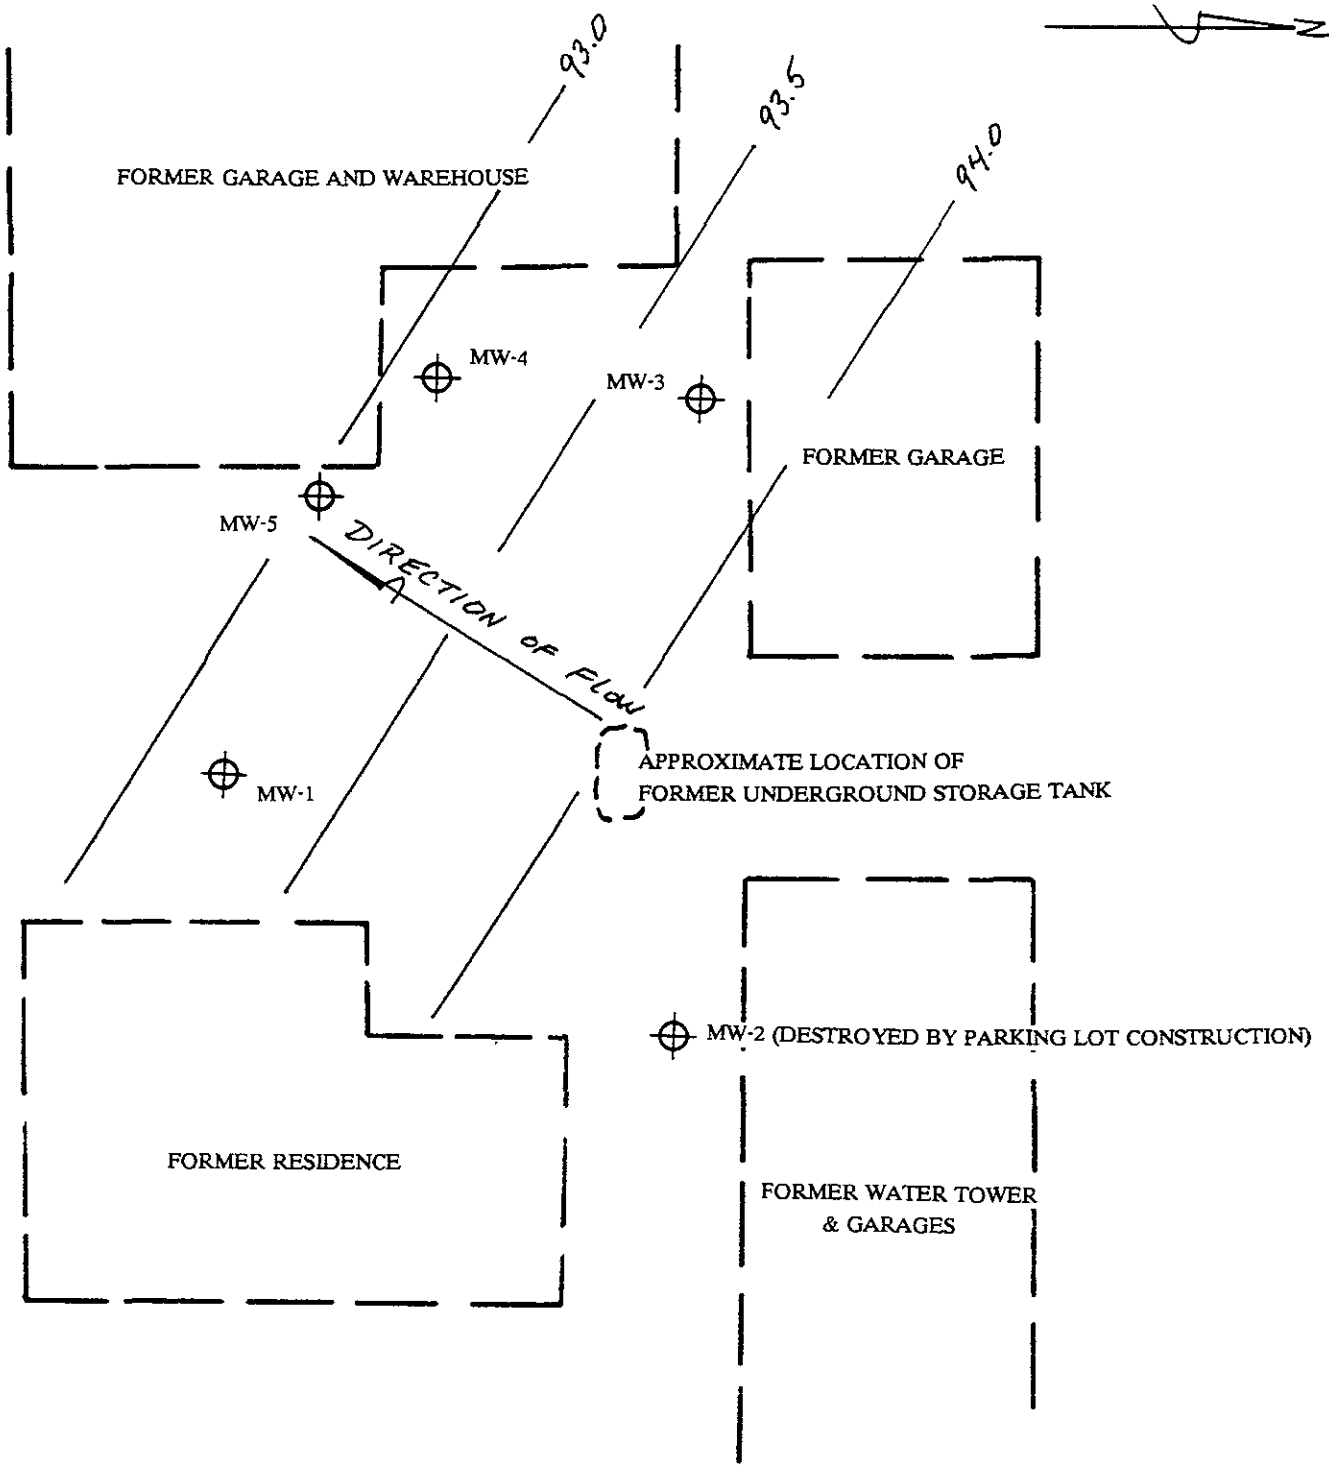 N
93.0
93.5
94.0
FORMER GARAGE AND WAREHOUSE
MW-4
MW-3
FORMER GARAGE
MW-5
DIRECTION OF FLOW
APPROXIMATE LOCATION OF
FORMER UNDERGROUND STORAGE TANK
MW-1
MW-2 (DESTROYED BY PARKING LOT CONSTRUCTION)
FORMER RESIDENCE
FORMER WATER TOWER
& GARAGES